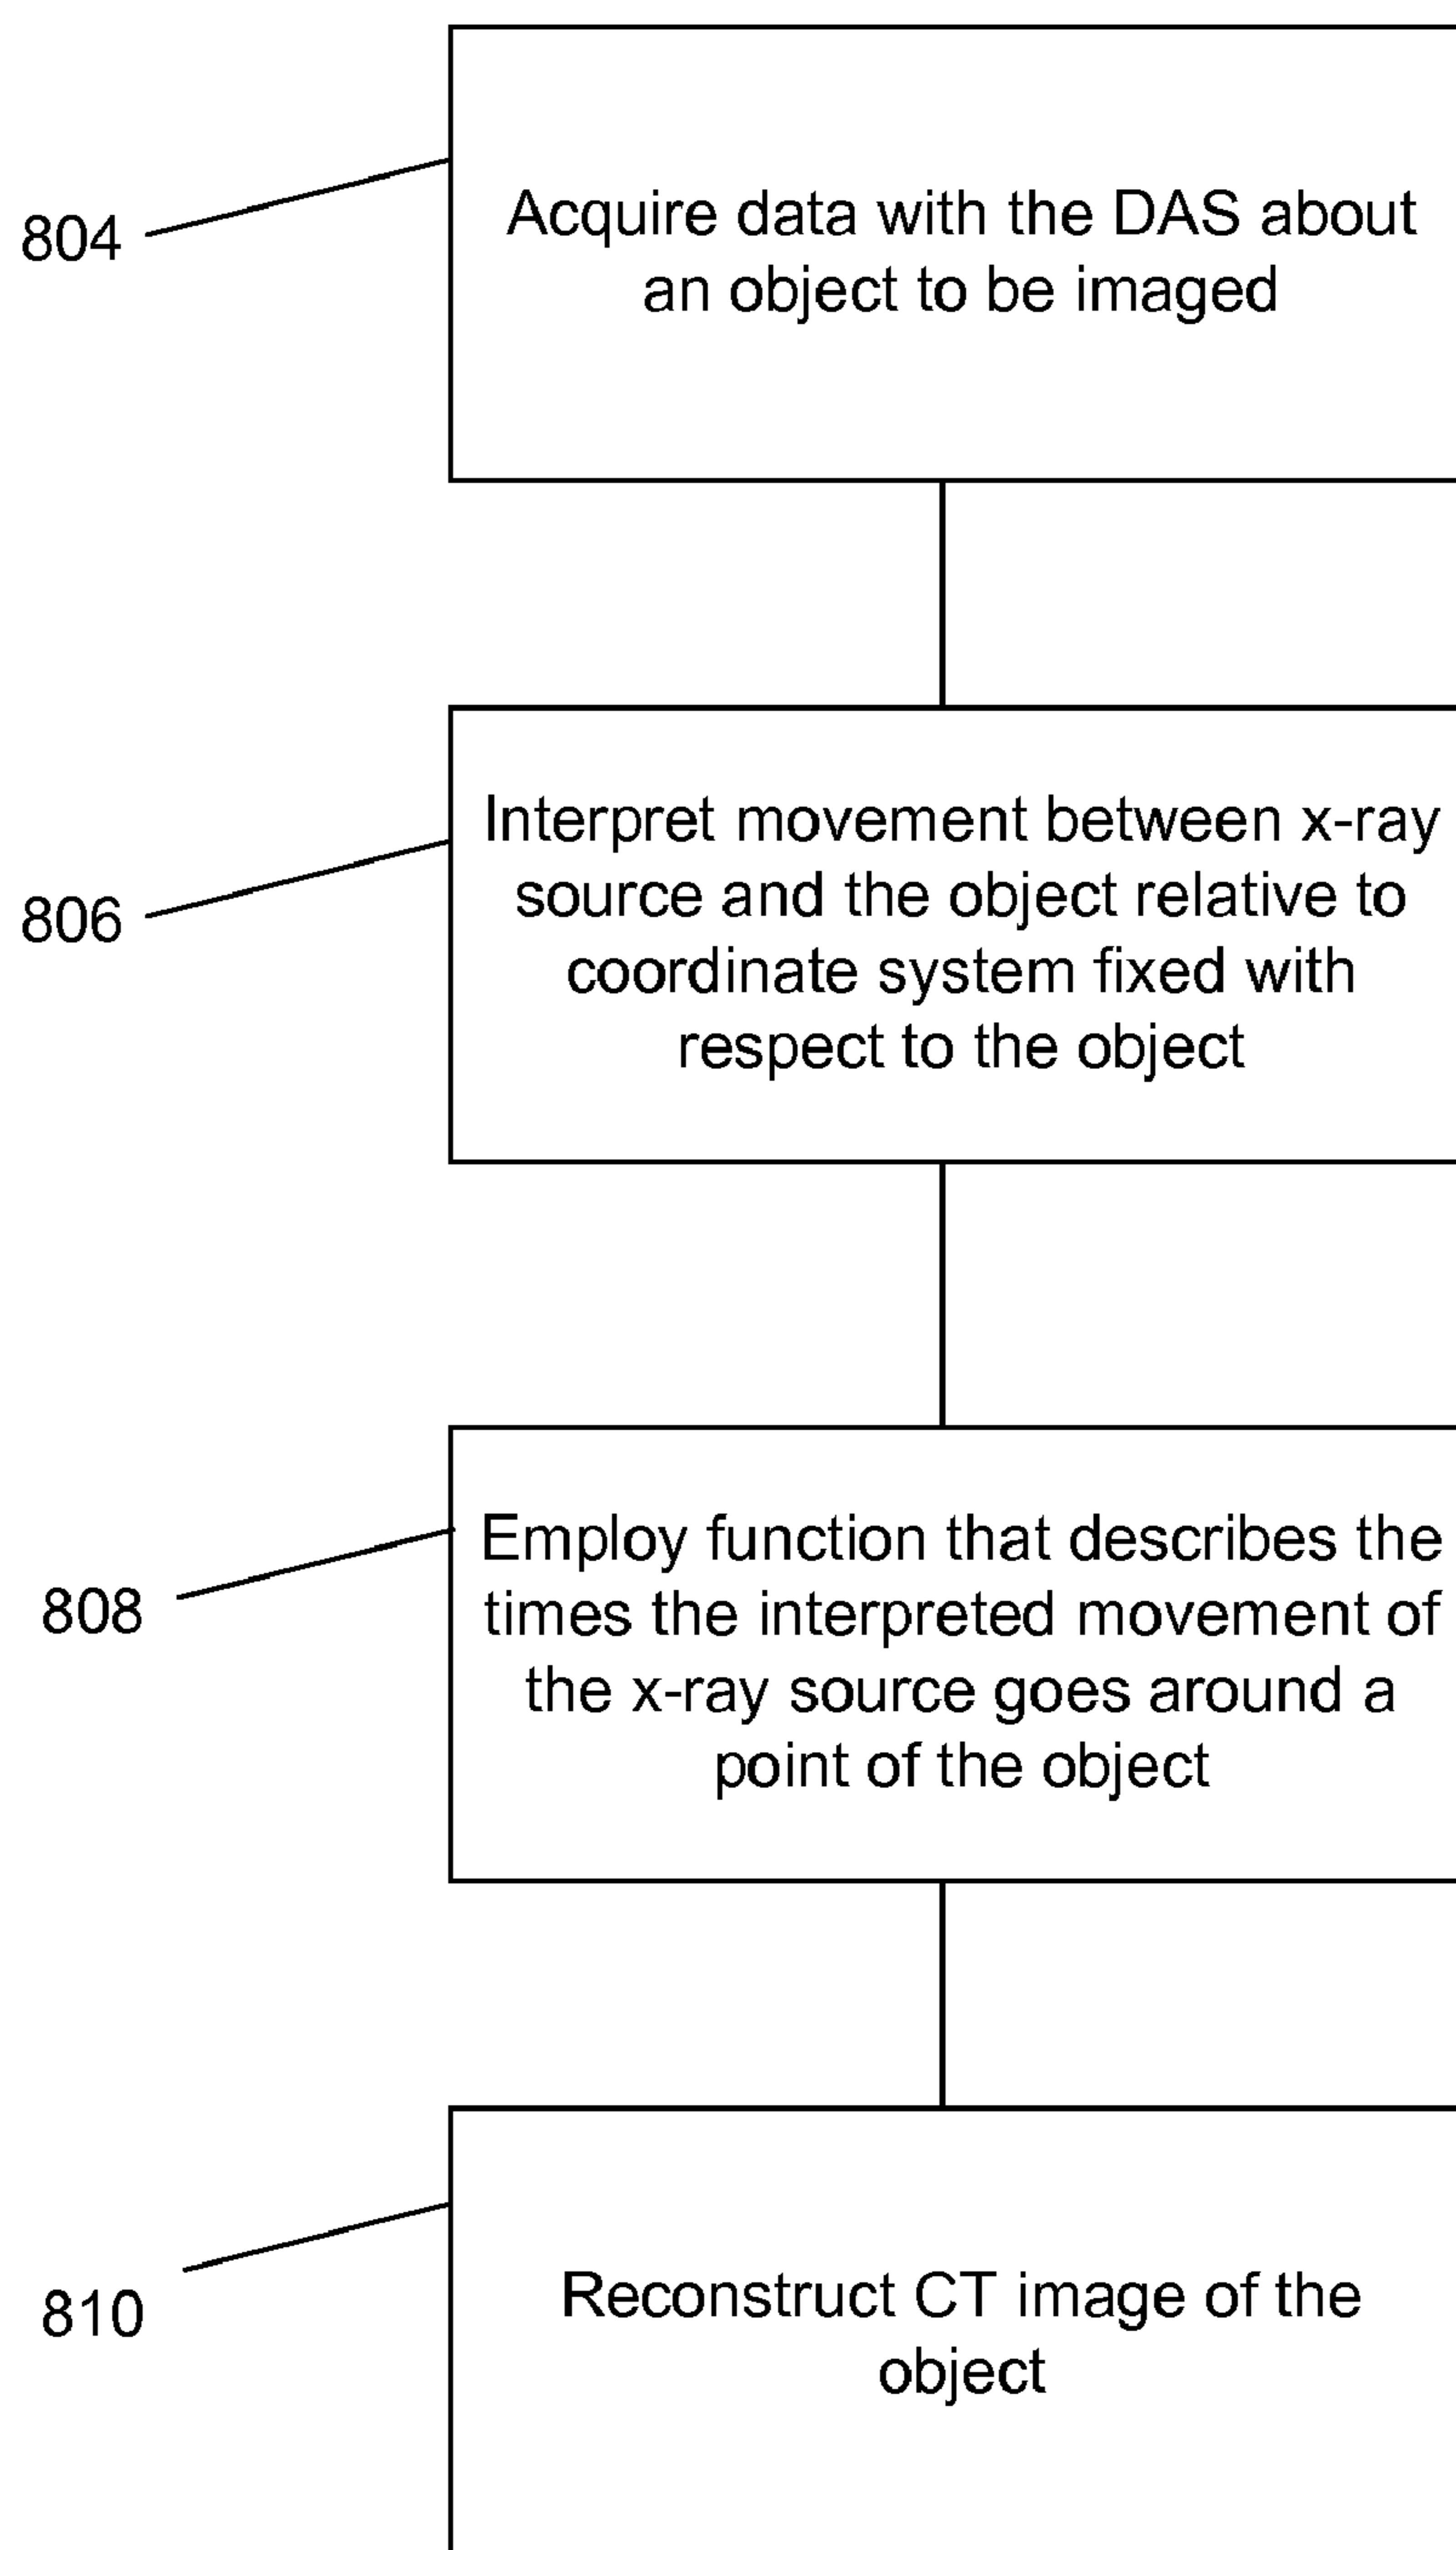 804
Acquire data with the DAS about
an object to be imaged
806
Interpret movement between x-ray
source and the object relative to
coordinate system fixed with
respect to the object
808
Employ function that describes the
times the interpreted movement of
the x-ray source goes around a
point of the object
810
Reconstruct CT image of the
object